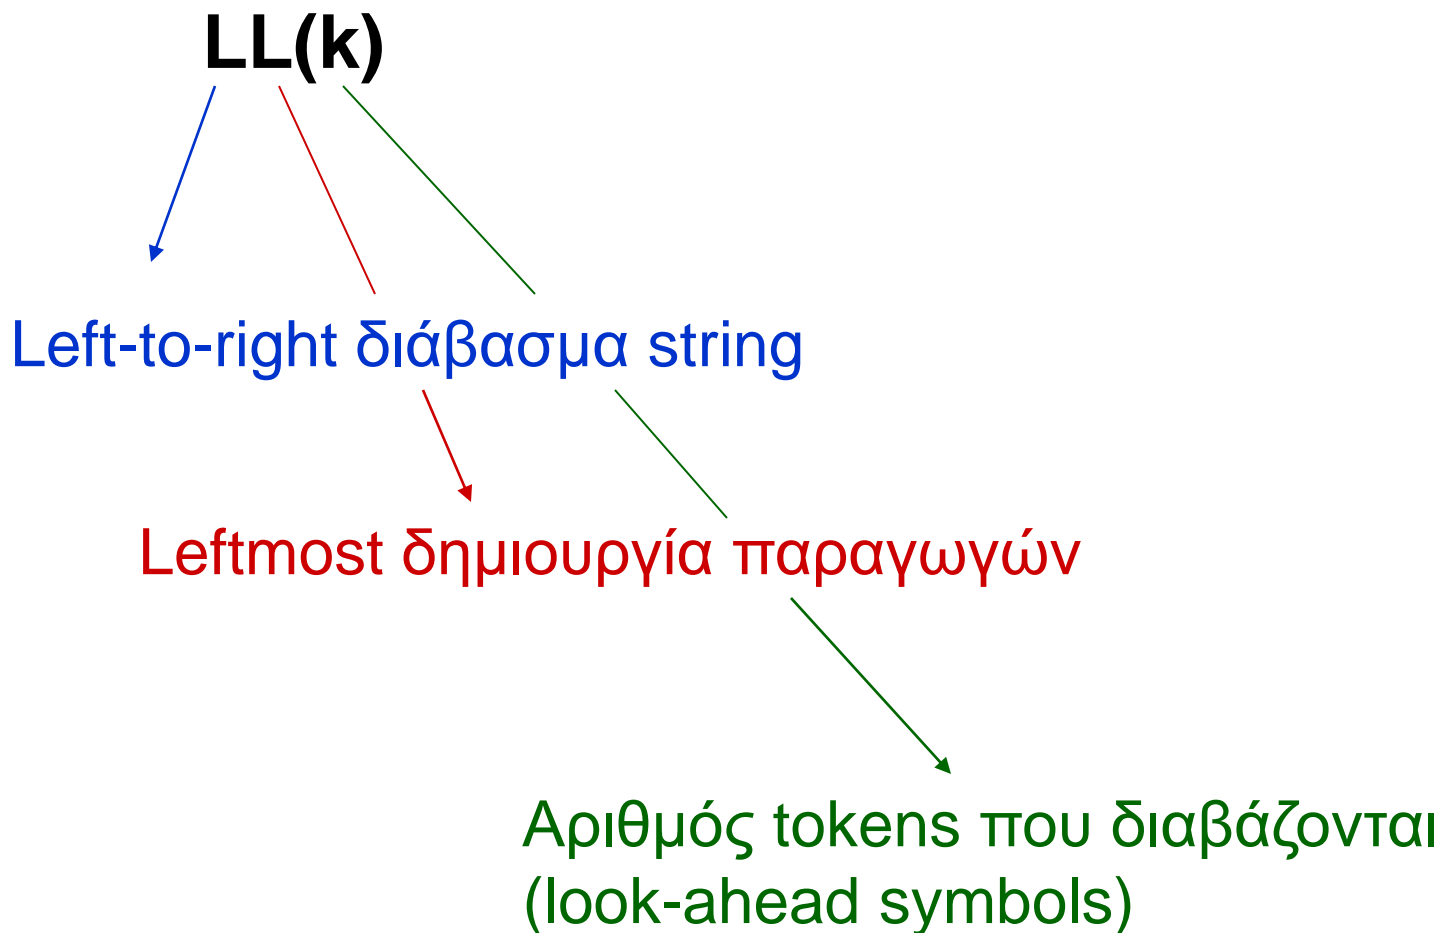 LL(k)
Left-to-right διάβασμα string
Leftmost δημιουργία παραγωγών
Αριθμός tokens που διαβάζονται
(look-ahead symbols)